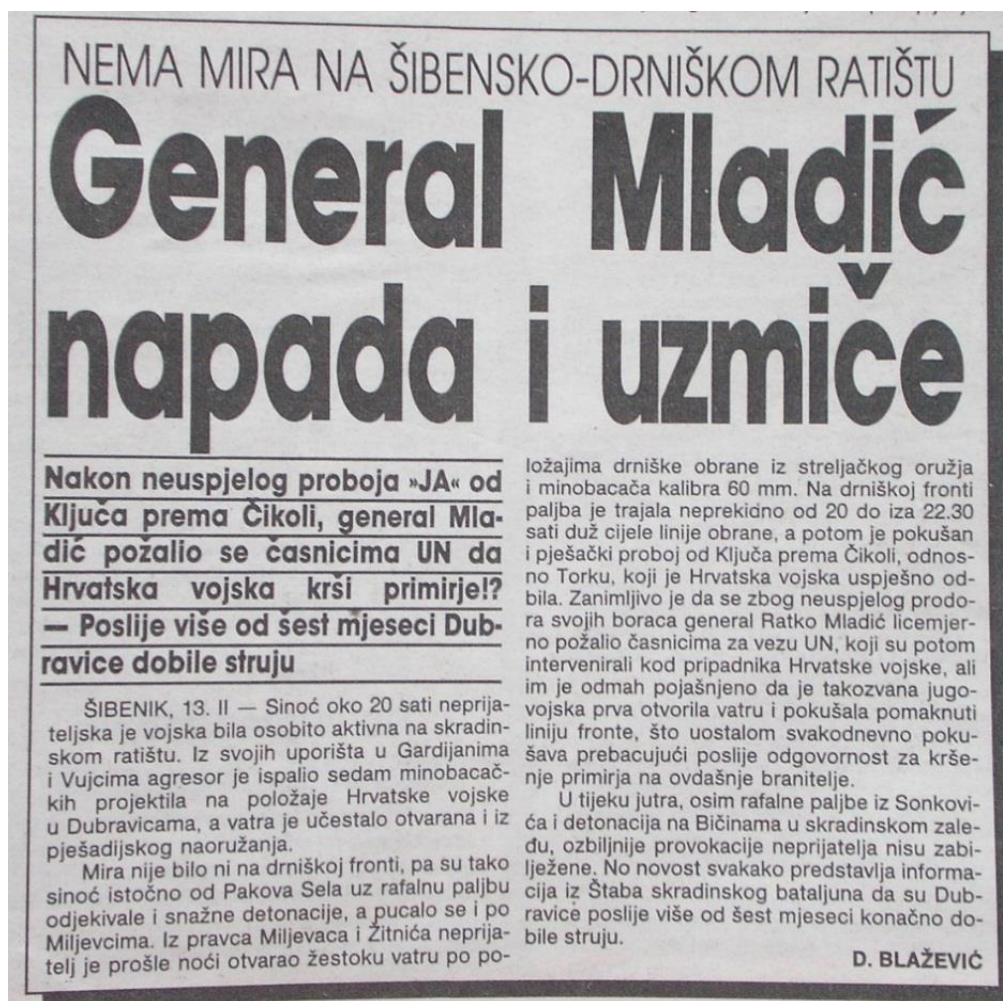 NEMA MIRA NA ŠIBENSKO-DRNIŠKOM RATIŠTU
General Mladić
napada i uzmiče
Nakon neuspjelog proboja »JA« od
Ključa prema Čikoli, general Mla-
dić požalio se časnicima UN da
Hrvatska vojska krši primirje!?
— Poslije više od šest mjeseci Dub-
ravice dobile struju
ŠIBENIK, 13. II — Sinoć oko 20 sati neprija-
teljska je vojska bila osobito aktivna na skradin-
skom ratištu. Iz svojih uporišta u Gardijanima
i Vujcima agresor je ispalio sedam minobacač-
kih projektila na položaje Hrvatske vojske
u Dubravicama, a vatra je učestalo otvarana i iz
pješadijskog naoružanja.
Mira nije bilo ni na drniškoj fronti, pa su tako
sinoć istočno od Pakova Sela uz rafalnu paljbu
odjekivale i snažne detonacije, a pucalo se i po
Miljevcima. Iz pravca Miljevaca i Žitnića neprija-
telj je prošle noći otvarao žestoku vatru po po-
ložajima drniške obrane iz streljačkog oružja
i minobacača kalibra 60 mm. Na drniškoj fronti
paljba je trajala neprekidno od 20 do iza 22.30
sati duž cijele linije obrane, a potom je pokušan
i pješački proboj od Ključa prema Čikoli, odnos-
no Torku, koji je Hrvatska vojska uspješno od-
bila. Zanimljivo je da se zbog neuspjelog prodo-
ra svojih boraca general Ratko Mladić licemjer-
no požalio časnicima za vezu UN, koji su potom
intervenirali kod pripadnika Hrvatske vojske, ali
im je odmah pojašnjeno da je takozvana jugo-
vojska prva otvorila vatru i pokušala pomaknuti
liniju fronte, što uostalom svakodnevno poku-
šava prebacujući poslije odgovornost za krše-
nje primirja na ovdašnje branitelje.
U tijeku jutra, osim rafalne paljbe iz Sonkovi-
ća i detonacija na Bičinama u skradinskom zale-
đu, ozbiljnije provokacije neprijatelja nisu zabi-
lježene. No novost svakako predstavlja informa-
cija iz Štaba skradinskog bataljuna da su Dub-
ravice poslije više od šest mjeseci konačno do-
bile struju.
D. BLAŽEVIĆ